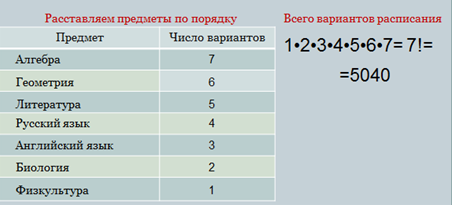 Расставляем предметы по порядку
Предмет Число вариантов
Алгебра 7
Геометрия 6
Литература 5
Русский язык 4
Английский язык 3
Биология 2
Физкультура 1
Всего вариантов расписания
1•2•3•4•5•6•7= 7!=
=5040